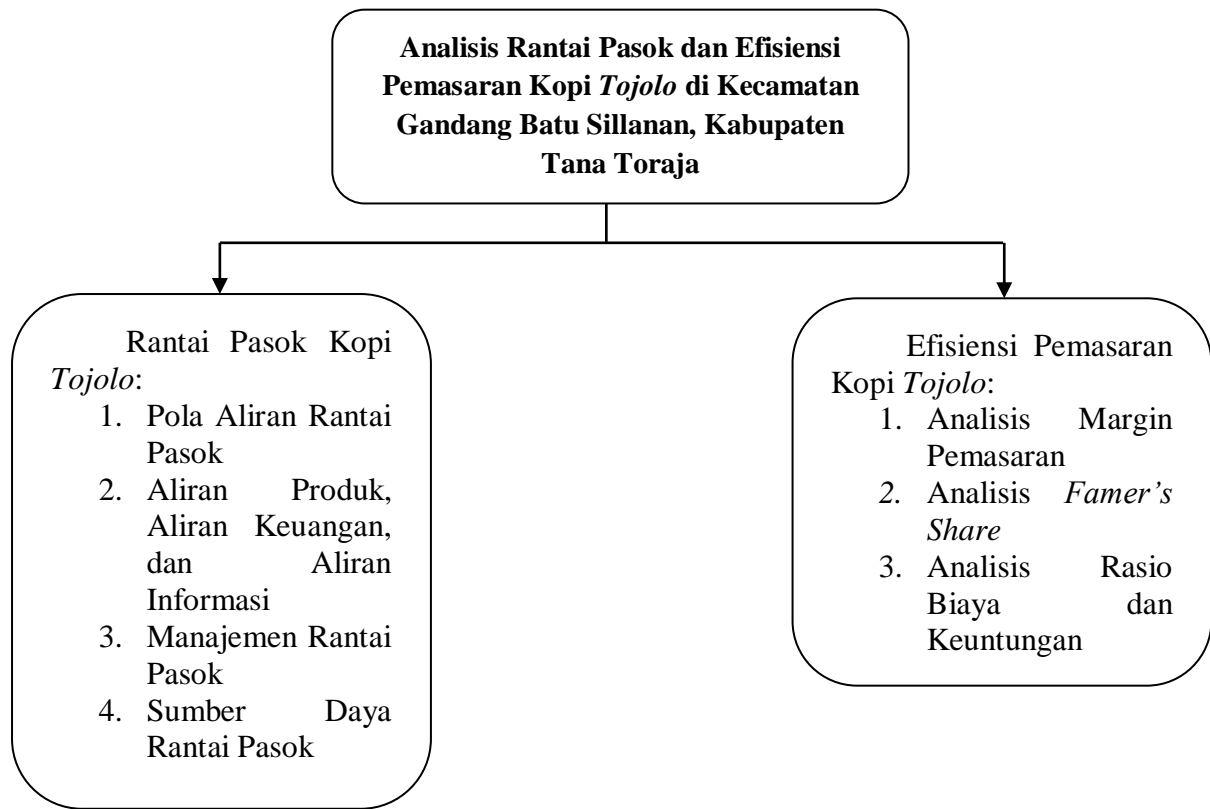 Analisis Rantai Pasok dan Efisiensi
Pemasaran Kopi Tojolo di Kecamatan
Gandang Batu Sillanan, Kabupaten
Tana Toraja
Rantai Pasok Kopi
Tojolo:
1. Pola Aliran Rantai
Pasok
2. Aliran Produk,
Aliran Keuangan,
dan Aliran
Informasi
3. Manajemen Rantai
Pasok
4. Sumber Daya
Rantai Pasok
Efisiensi Pemasaran
Kopi Tojolo:
1. Analisis Margin
Pemasaran
2. Analisis Famer’s
Share
3. Analisis Rasio
Biaya dan
Keuntungan